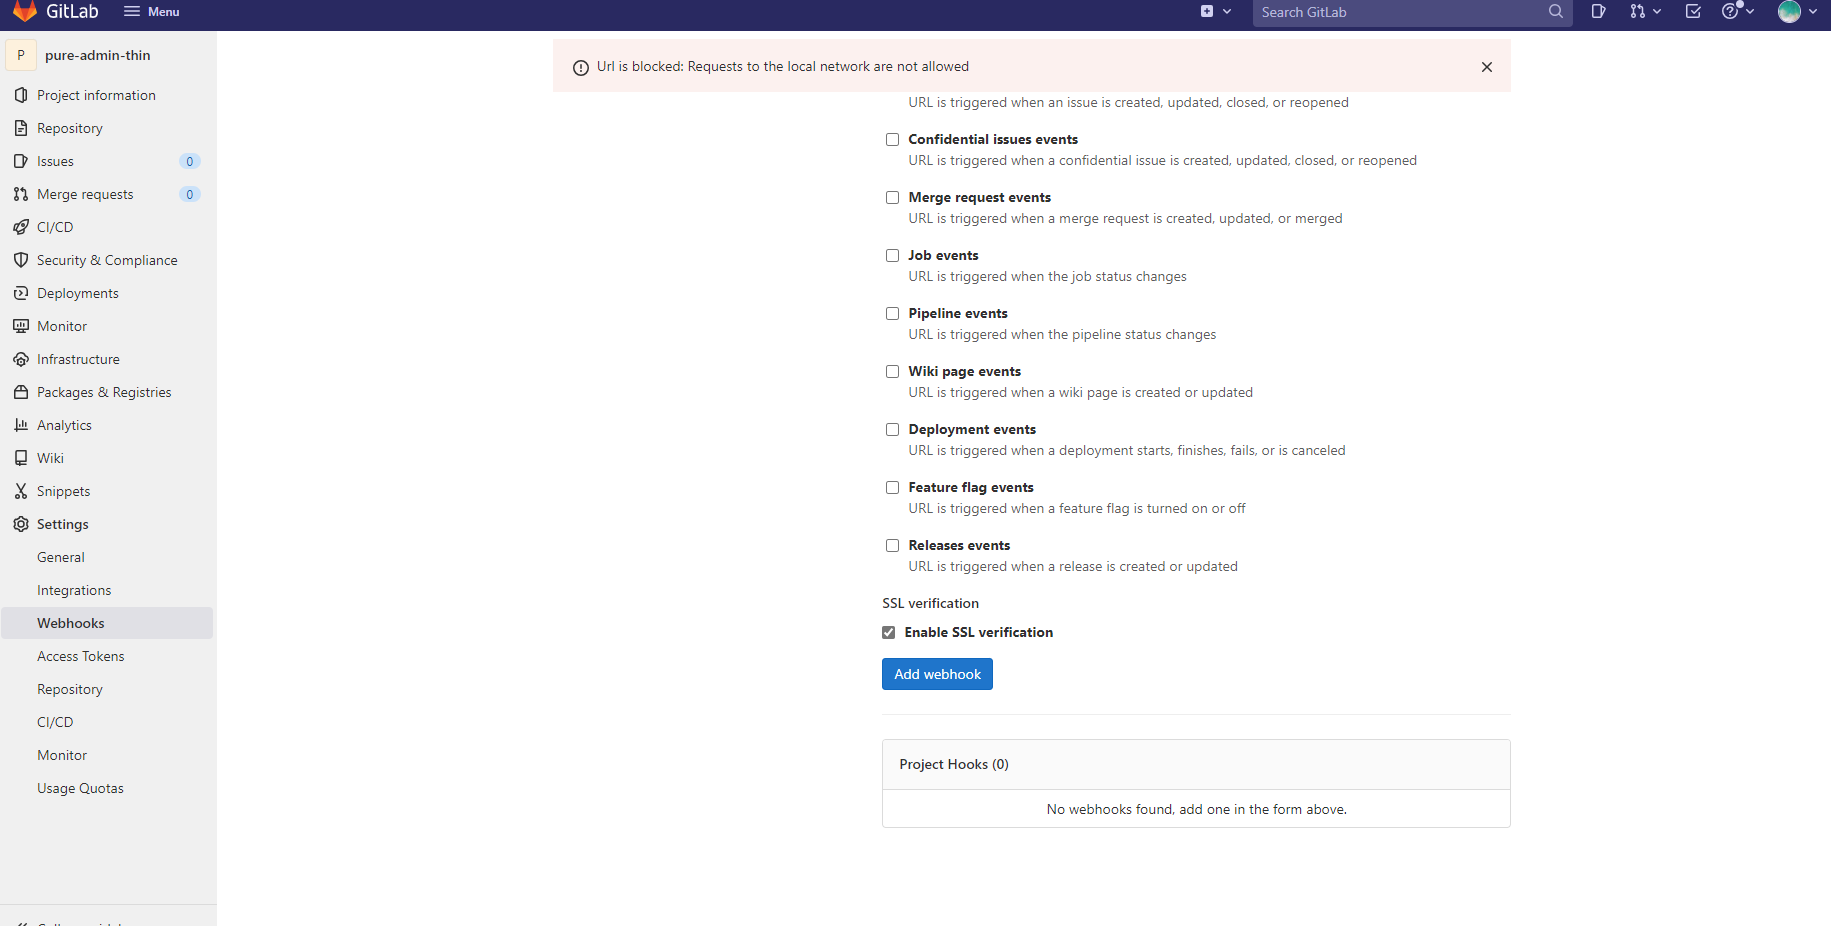 GitLab
Menu
Search GitLab
P
pure-admin-thin
Project information
Repository
Issues 0
Merge requests 0
CI/CD
Security & Compliance
Deployments
Monitor
Infrastructure
Packages & Registries
Analytics
Wiki
Snippets
Settings
General
Integrations
Webhooks
Access Tokens
Repository
CI/CD
Monitor
Usage Quotas
Url is blocked: Requests to the local network are not allowed
URL is triggered when an issue is created, updated, closed, or reopened
Confidential issues events
URL is triggered when a confidential issue is created, updated, closed, or reopened
Merge request events
URL is triggered when a merge request is created, updated, or merged
Job events
URL is triggered when the job status changes
Pipeline events
URL is triggered when the pipeline status changes
Wiki page events
URL is triggered when a wiki page is created or updated
Deployment events
URL is triggered when a deployment starts, finishes, fails, or is canceled
Feature flag events
URL is triggered when a feature flag is turned on or off
Releases events
URL is triggered when a release is created or updated
SSL verification
Enable SSL verification
Add webhook
Project Hooks (0)
No webhooks found, add one in the form above.